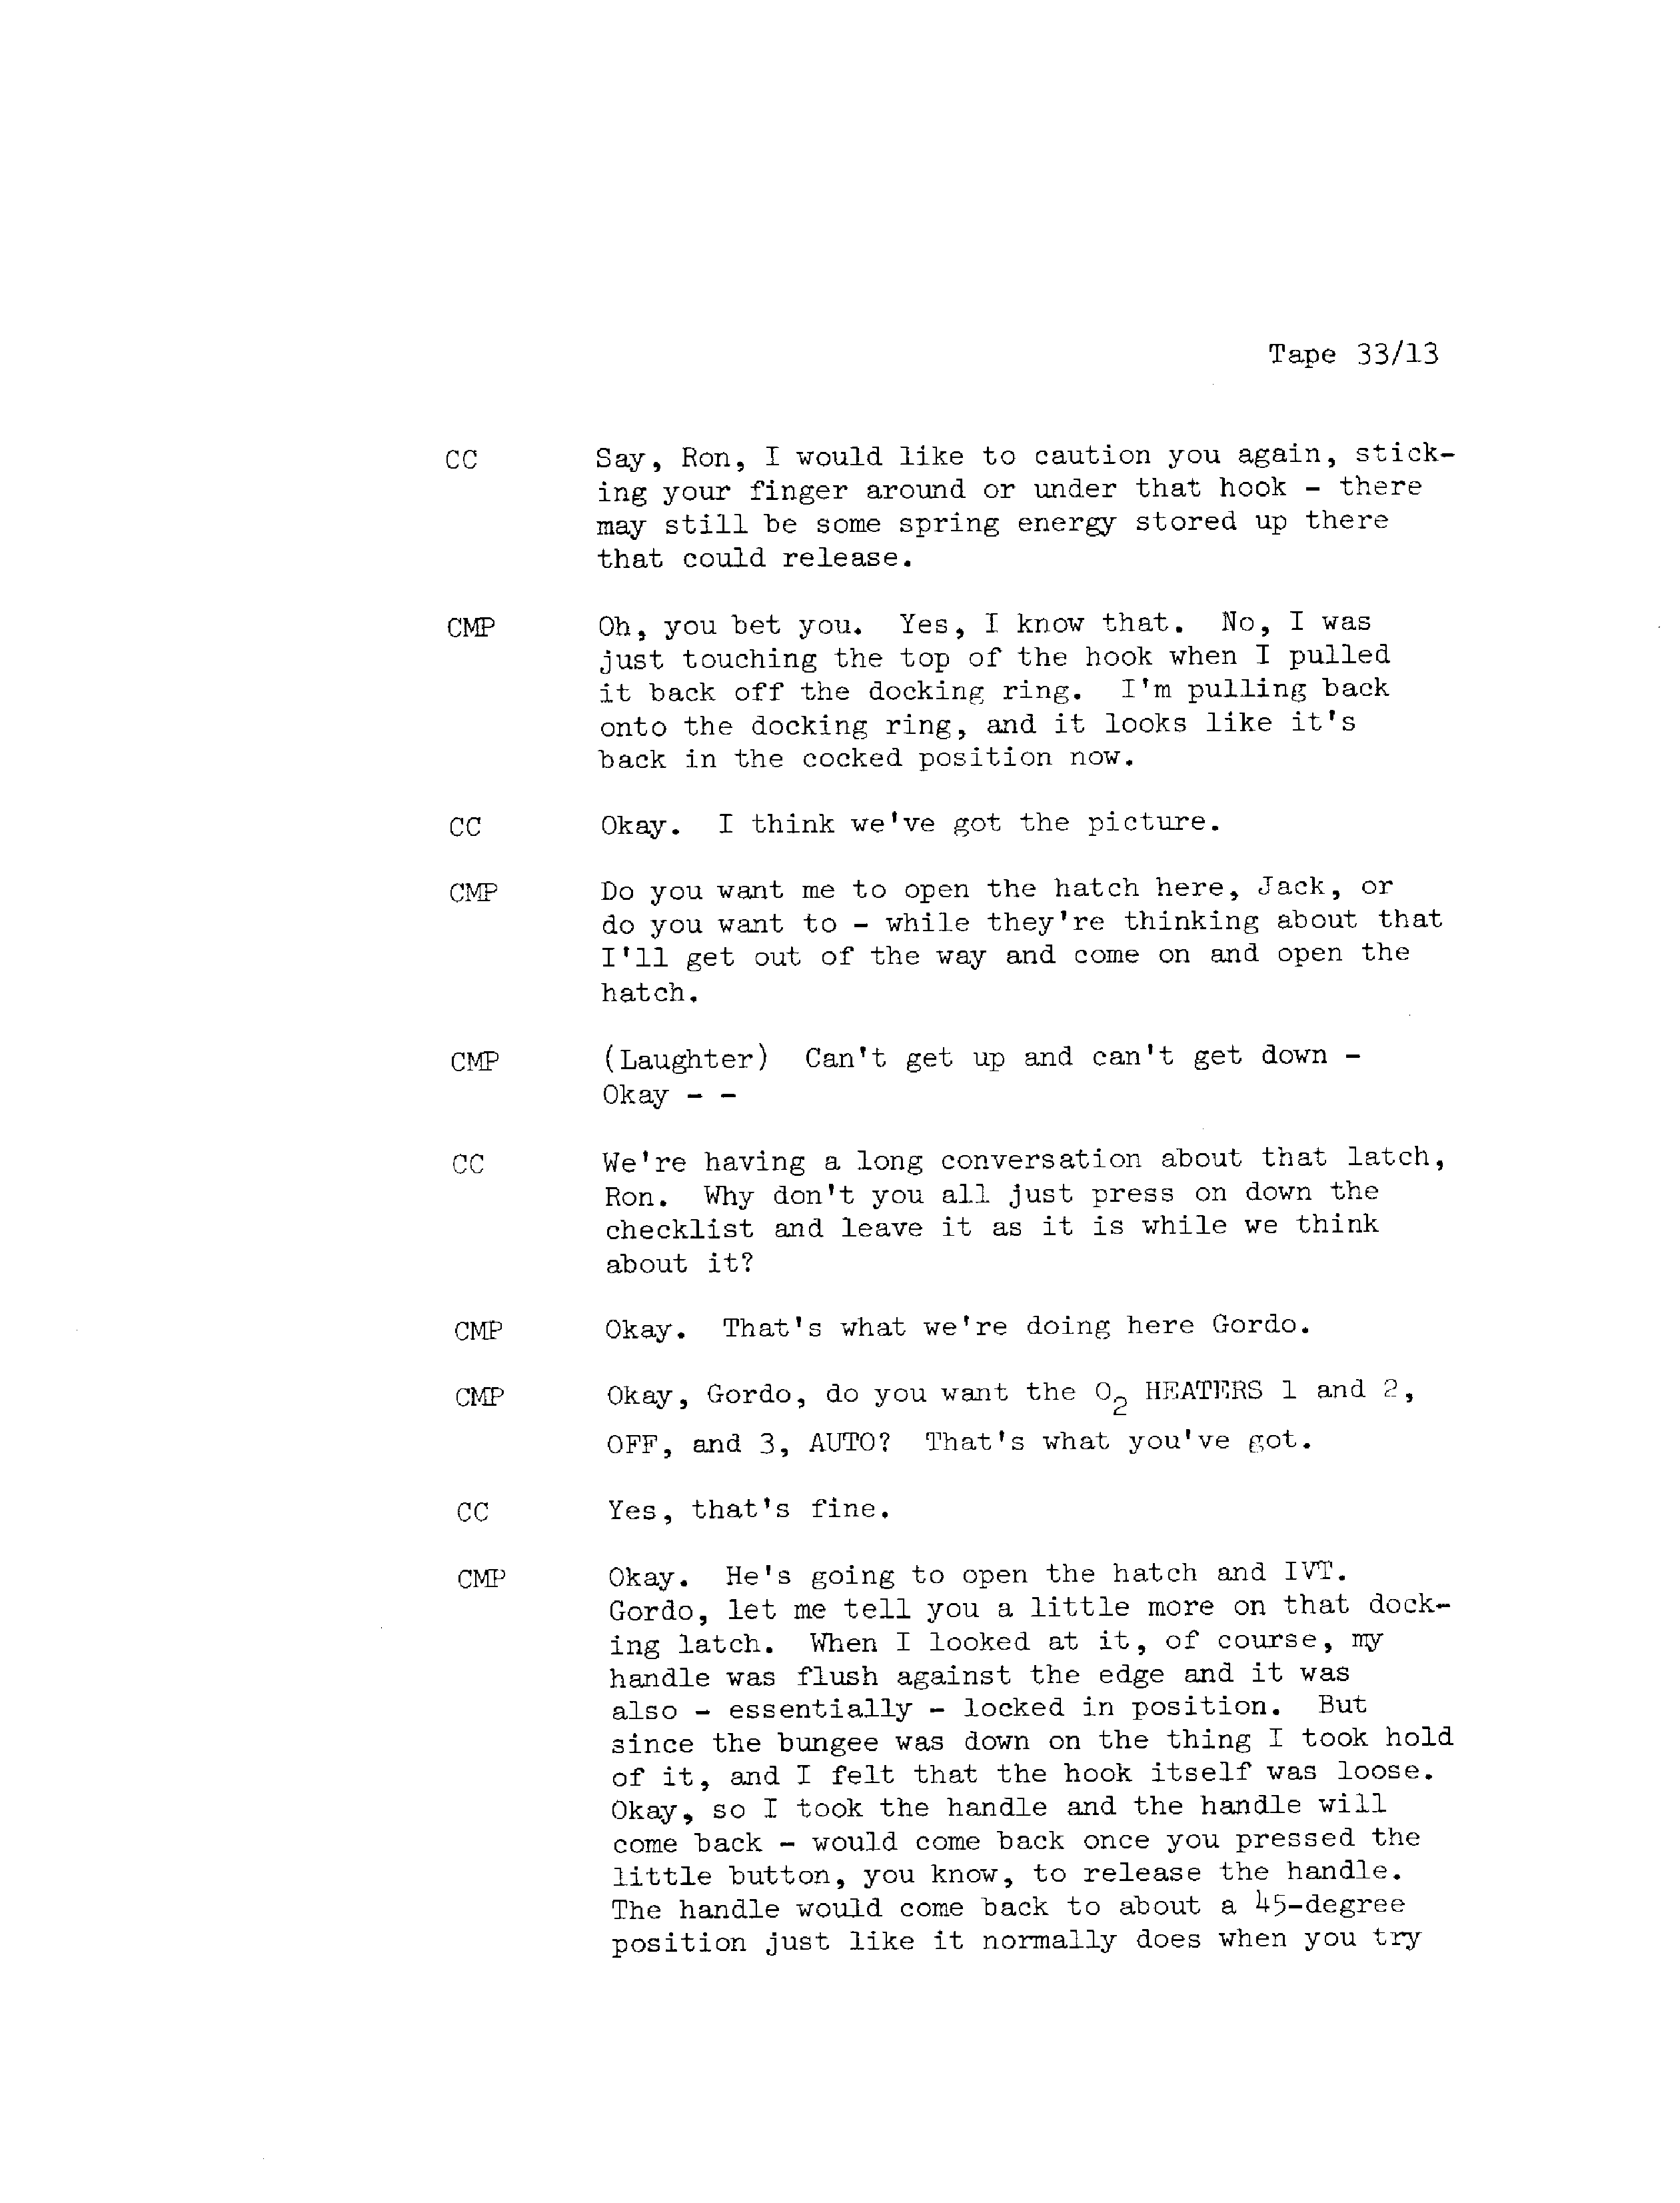 Tape 33/13
CC Say, Ron, I would like to caution you again, stick-
ing your finger around or under that hook - there
may still be some spring energy stored up there
that could release.
CMP Oh, you bet you. Yes, I know that. No, I was
just touching the top of the hook when I pulled
it back off the docking ring. I'm pulling back
onto the docking ring, and it looks like it's
back in the cocked position now.
CC Okay. I think we've got the picture.
CMP Do you want me to open the hatch here, Jack, or
do you want to - while they're thinking about that
I'll get out of the way and come on and open the
hatch.
CMP (Laughter) Can't get up and can't get down -
Okay - -
CC We're having a long conversation about that latch,
Ron. Why don't you all just press on down the
checklist and leave it as it is while we think
about it?
CMP Okay. That's what we're doing here Gordo.
CMP Okay, Gordo, do you want the O₂ HEATERS 1 and 2,
OFF, and 3, AUTO? That's what you've got.
CC Yes, that's fine.
CMP Okay. He's going to open the hatch and IVT.
Gordo, let me tell you a little more on that dock-
ing latch. When I looked at it, of course, my
handle was flush against the edge and it was
also - essentially - locked in position. But
since the bungee was down on the thing I took hold
of it, and I felt that the hook itself was loose.
Okay, so I took the handle and the handle will
come back - would come back once you pressed the
little button, you know, to release the handle.
The handle would come back to about a 45-degree
position just like it normally does when you try